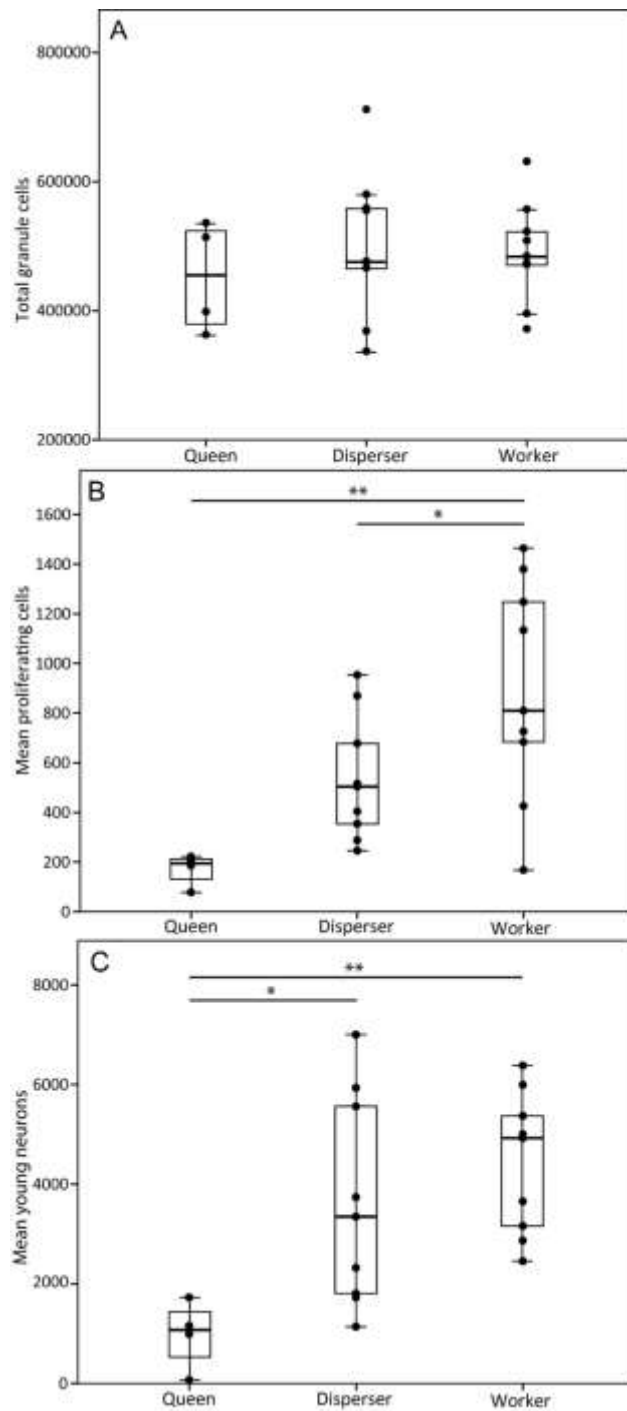 A
800000
600000
400000
200000
Total granule cells
Queen Disperser Worker
B
**
*
1600
1400
1200
1000
800
600
400
200
0
Mean proliferating cells
Queen Disperser Worker
C
**
*
8000
6000
4000
2000
0
Mean young neurons
Queen Disperser Worker